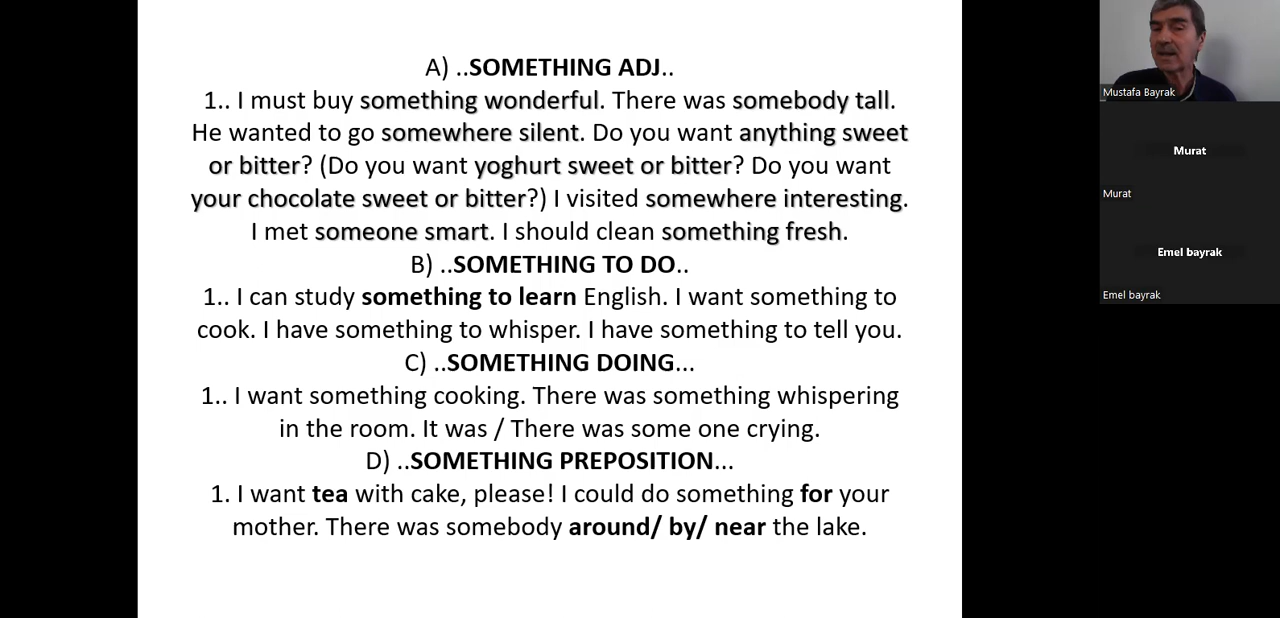 A) ..SOMETHING ADJ..
1.. I must buy something wonderful. There was somebody tall.
He wanted to go somewhere silent. Do you want anything sweet
or bitter? (Do you want yoghurt sweet or bitter? Do you want
your chocolate sweet or bitter?) I visited somewhere interesting.
I met someone smart. I should clean something fresh.
B) ..SOMETHING TO DO..
1.. I can study something to learn English. I want something to
cook. I have something to whisper. I have something to tell you.
C) ..SOMETHING DOING...
1.. I want something cooking. There was something whispering
in the room. It was / There was some one crying.
D) ..SOMETHING PREPOSITION...
1. I want tea with cake, please! I could do something for your
mother. There was somebody around/ by/ near the lake.
Mustafa Bayrak
Murat
Murat
Emel bayrak
Emel bayrak